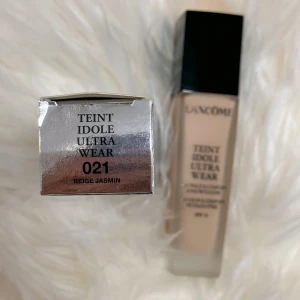 TEINT
IDOLE
ULTRA
WEAR
021
BEIGE JASMIN
LANCÔME
TEINT
IDOLE
ULTRA
WEAR